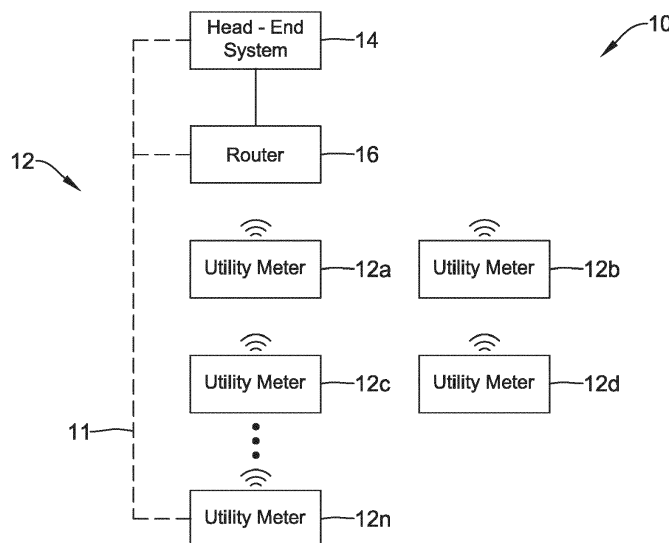 Head - End
System
14
10
Router
16
12
Utility Meter
12a
Utility Meter
12b
Utility Meter
12c
Utility Meter
12d
11
Utility Meter
12n